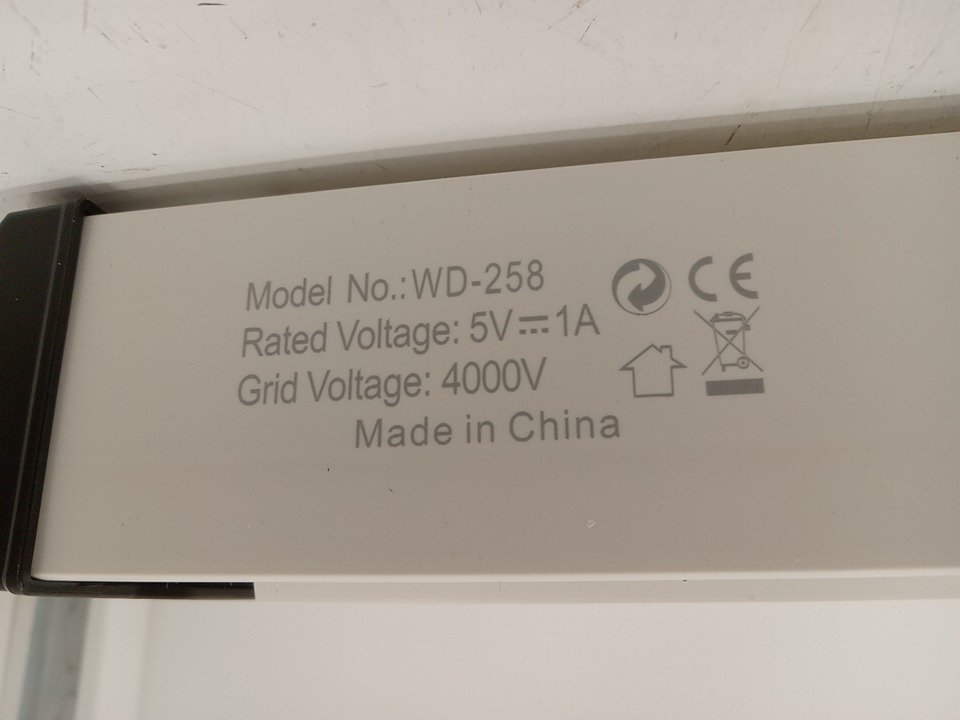 Model No.:WD-258
Rated Voltage: 5V⎓1A
Grid Voltage: 4000V
Made in China
CE